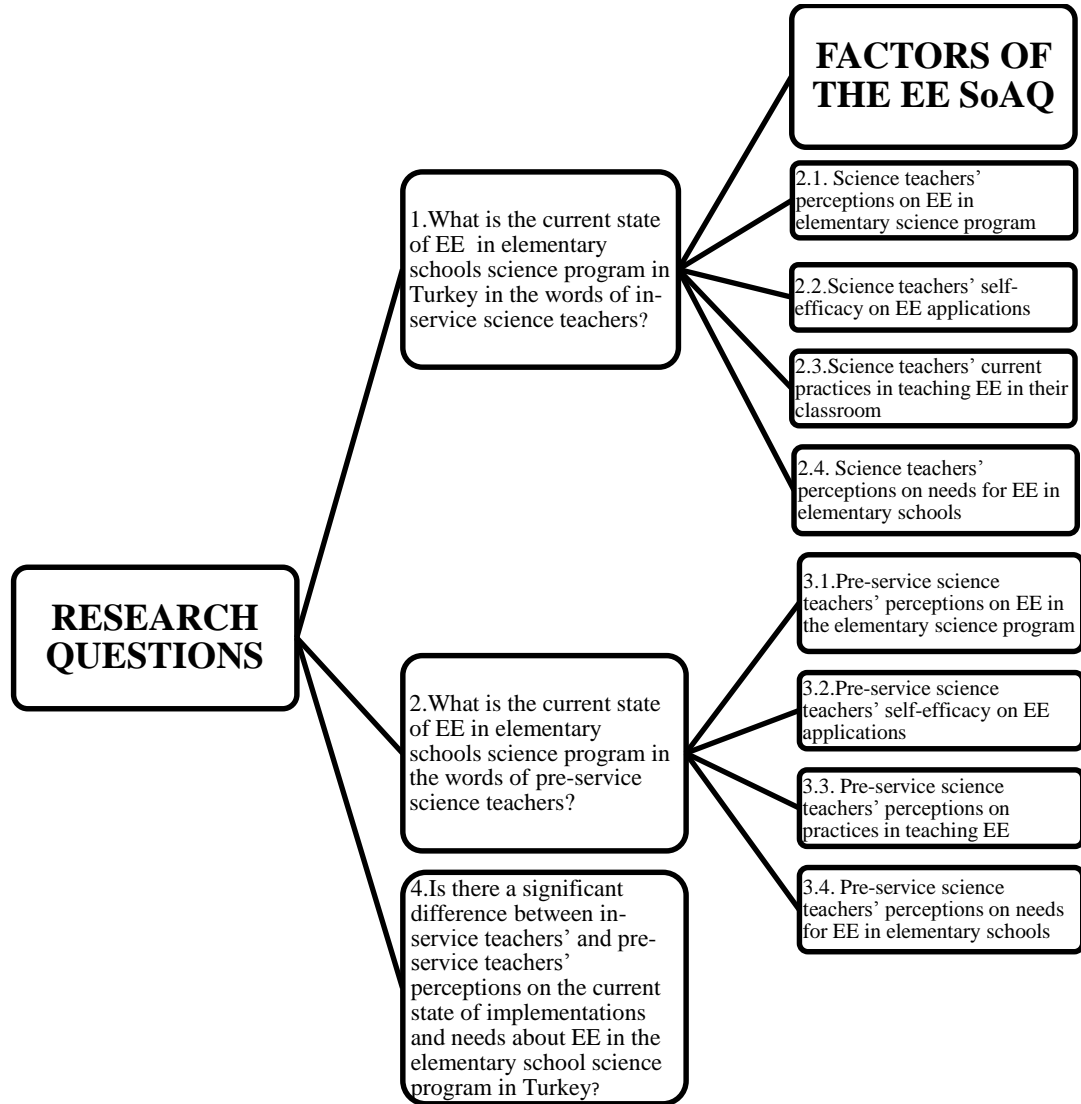 RESEARCH
QUESTIONS
1.What is the current state
of EE in elementary
schools science program in
Turkey in the words of in-
service science teachers?
FACTORS OF
THE EE SoAQ
2.1. Science teachers’
perceptions on EE in
elementary science program
2.2.Science teachers’ self-
efficacy on EE applications
2.3.Science teachers’ current
practices in teaching EE in their
classroom
2.4. Science teachers’
perceptions on needs for EE in
elementary schools
2.What is the current state
of EE in elementary
schools science program in
the words of pre-service
science teachers?
3.1.Pre-service science
teachers’ perceptions on EE in
the elementary science program
3.2.Pre-service science
teachers’ self-efficacy on EE
applications
3.3. Pre-service science
teachers’ perceptions on
practices in teaching EE
3.4. Pre-service science
teachers’ perceptions on needs
for EE in elementary schools
4.Is there a significant
difference between in-
service teachers’ and pre-
service teachers’
perceptions on the current
state of implementations
and needs about EE in the
elementary school science
program in Turkey?